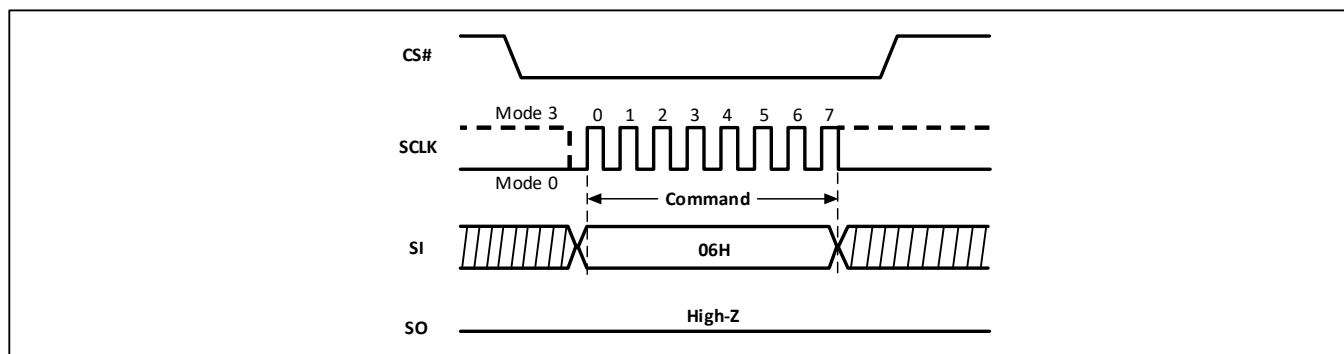 CS#
Mode 3 0 1 2 3 4 5 6 7
SCLK
Mode 0
Command
SI 06H
High-Z
SO